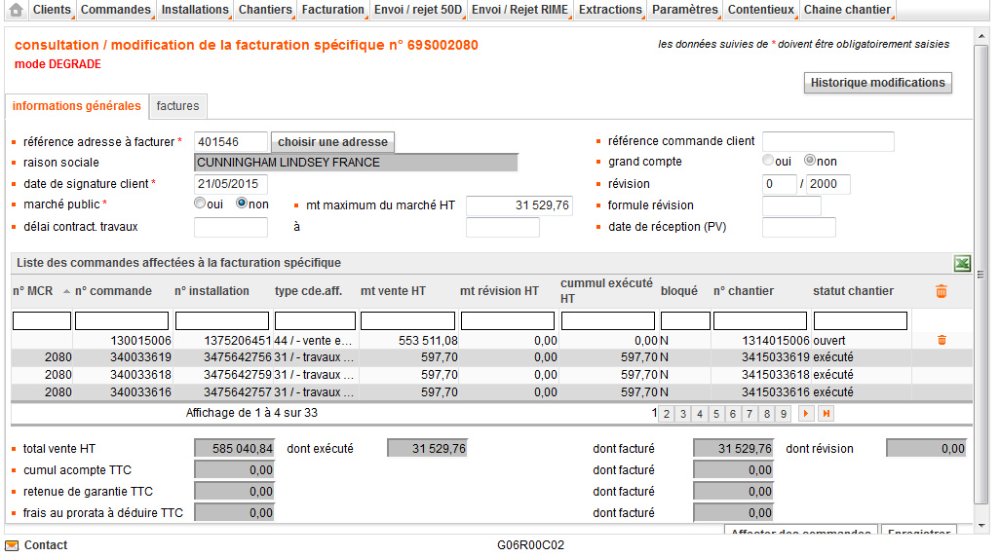 Clients Commandes Installations Chantiers Facturation Envoi / rejet 50D Envoi / Rejet RIME Extractions Paramètres Contentieux Chaine chantier
consultation / modification de la facturation spécifique n° 69S002080
les données suivies de * doivent être obligatoirement saisies
mode DEGRADE
Historique modifications
informations générales factures
référence adresse à facturer * 401546 choisir une adresse référence commande client
raison sociale CUNNINGHAM LINDSEY FRANCE grand compte oui non
date de signature client * 21/05/2015 révision 0 / 2000
marché public * oui non mt maximum du marché HT 31 529,76 formule révision
délai contract. travaux à date de réception (PV)
Liste des commandes affectées à la facturation spécifique
n° MCR n° commande n° installation type cde.aff. mt vente HT mt révision HT cummul exécuté HT bloqué n° chantier statut chantier
130015006 1375206451 44 / - vente e... 553 511,08 0,00 0,00 N 1314015006 ouvert
2080 340033619 3475642756 31 / - travaux ... 597,70 0,00 597,70 N 3415033619 exécuté
2080 340033618 3475642759 31 / - travaux ... 597,70 0,00 597,70 N 3415033618 exécuté
2080 340033616 3475642757 31 / - travaux ... 597,70 0,00 597,70 N 3415033616 exécuté
Affichage de 1 à 4 sur 33 1 2 3 4 5 6 7 8 9
total vente HT 585 040,84 dont exécuté 31 529,76 dont facturé 31 529,76 dont révision 0,00
cumul acompte TTC 0,00 dont facturé 0,00
retenue de garantie TTC 0,00 dont facturé 0,00
frais au prorata à déduire TTC 0,00 dont facturé 0,00
Affecter des commandes Enregistrer
Contact G06R00C02